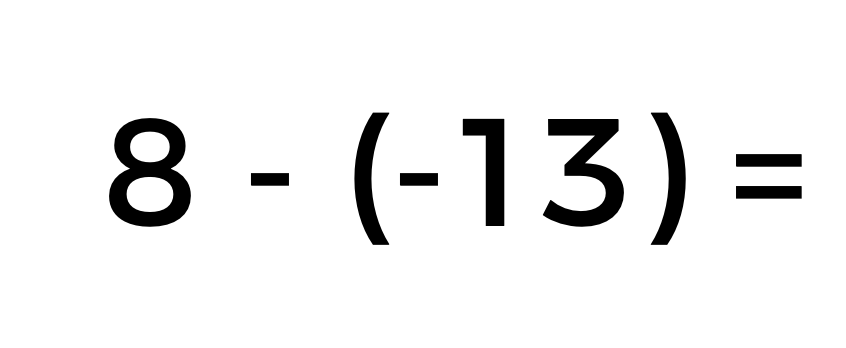 8 - (-13) =